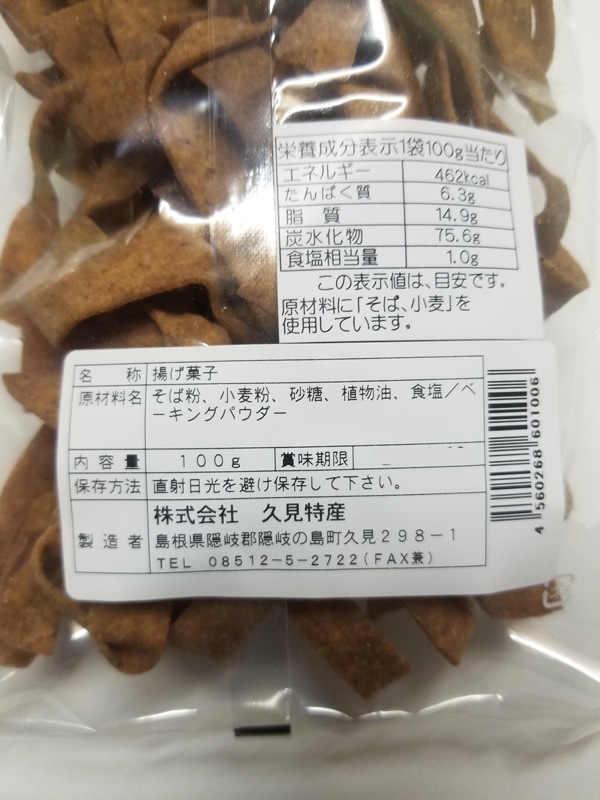 栄養成分表示1袋100g当たり
エネルギー 462kcal
たんぱく質 6.3g
脂 質 14.9g
炭水化物 75.6g
食塩相当量 1.0g
この表示値は、目安です。
原材料に「そば、小麦」を
使用しています。
名 称 揚げ菓子
原材料名 そば粉、小麦粉、砂糖、植物油、食塩／ベ
ーキングパウダー
内 容 量 100g 賞味期限
保存方法 直射日光を避け保存して下さい。
製 造 者 株式会社 久見特産
島根県隠岐郡隠岐の島町久見298-1
TEL 08512-5-2722(FAX兼)
4 560268 601006